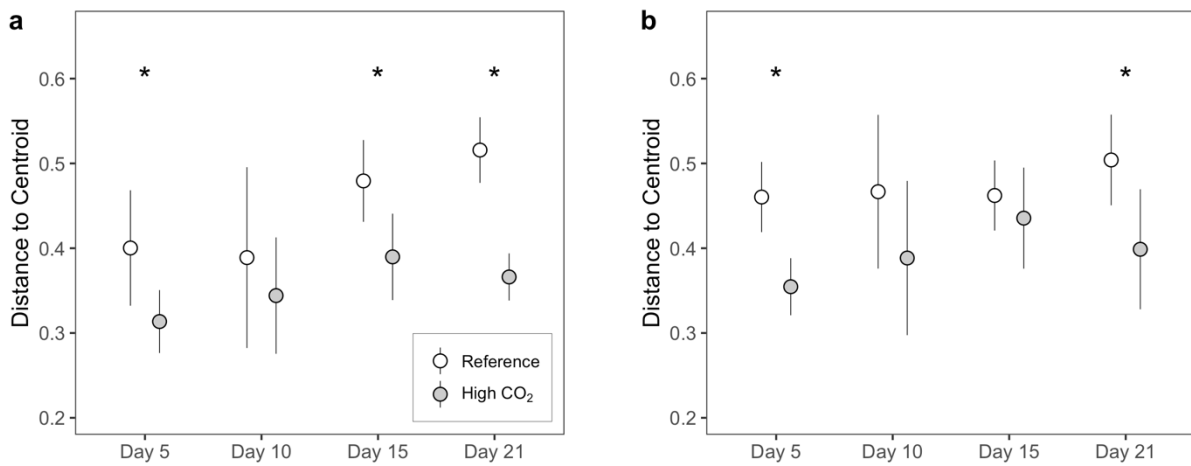 a
Distance to Centroid
0.6
0.5
0.4
0.3
0.2
* * *
Reference
High CO₂
Day 5 Day 10 Day 15 Day 21
b
Distance to Centroid
0.6
0.5
0.4
0.3
0.2
* *
Day 5 Day 10 Day 15 Day 21